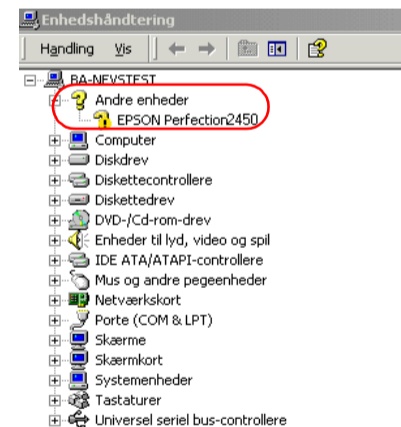 Enhedshåndtering
Handling Vis
BA-NEVSTEST
Andre enheder
EPSON Perfection2450
Computer
Diskdrev
Diskettecontrollere
Diskettedrev
DVD-/Cd-rom-drev
Enheder til lyd, video og spil
IDE ATA/ATAPI-controllere
Mus og andre pegeenheder
Netværkskort
Porte (COM & LPT)
Skærme
Skærmkort
Systemenheder
Tastaturer
Universel seriel bus-controllere